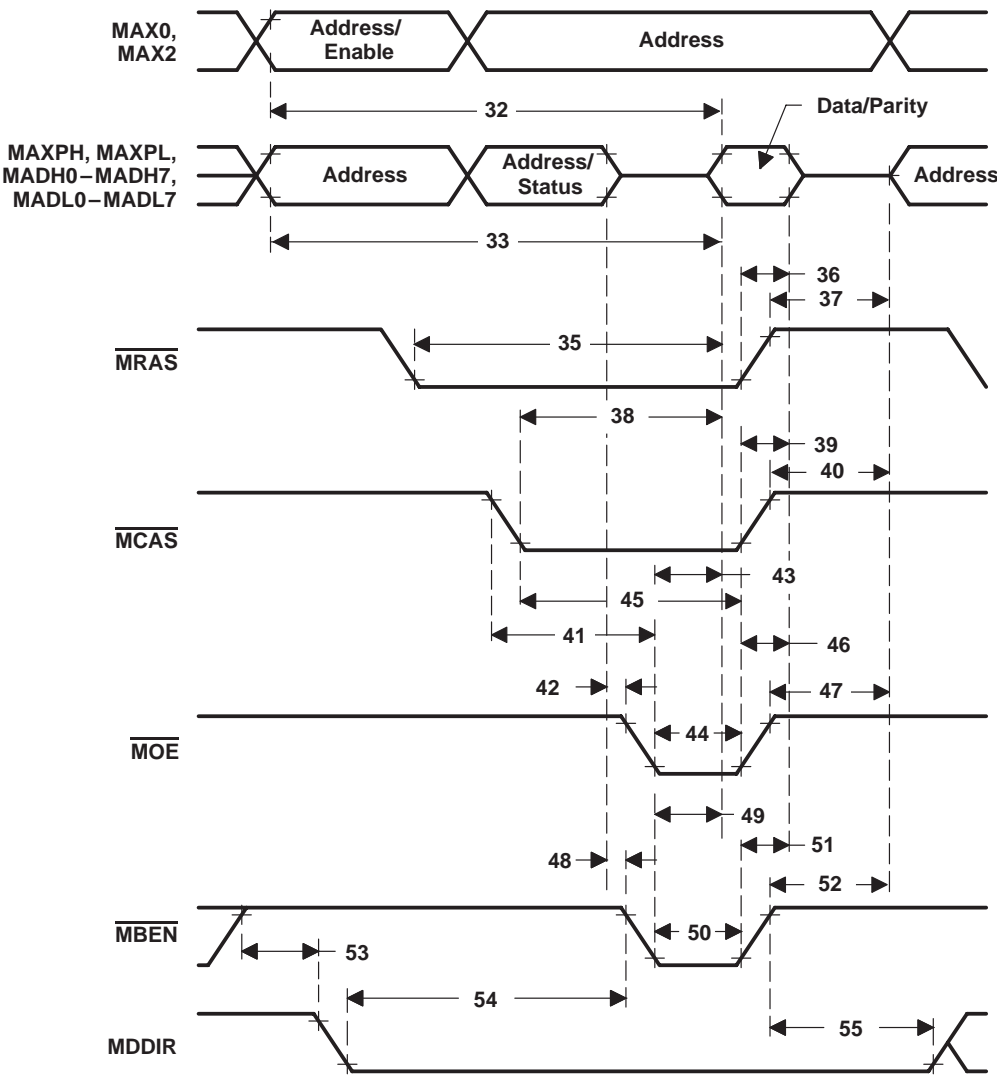 MAX0,
MAX2
Address/
Enable
Address
32
Data/Parity
MAXPH, MAXPL,
MADH0–MADH7,
MADL0–MADL7
Address
Address/
Status
Address
33
36
37
MRAS
35
38
39
40
MCAS
43
45
41
46
42
47
MOE
44
49
48
51
52
MBEN
50
53
54
MDDIR
55